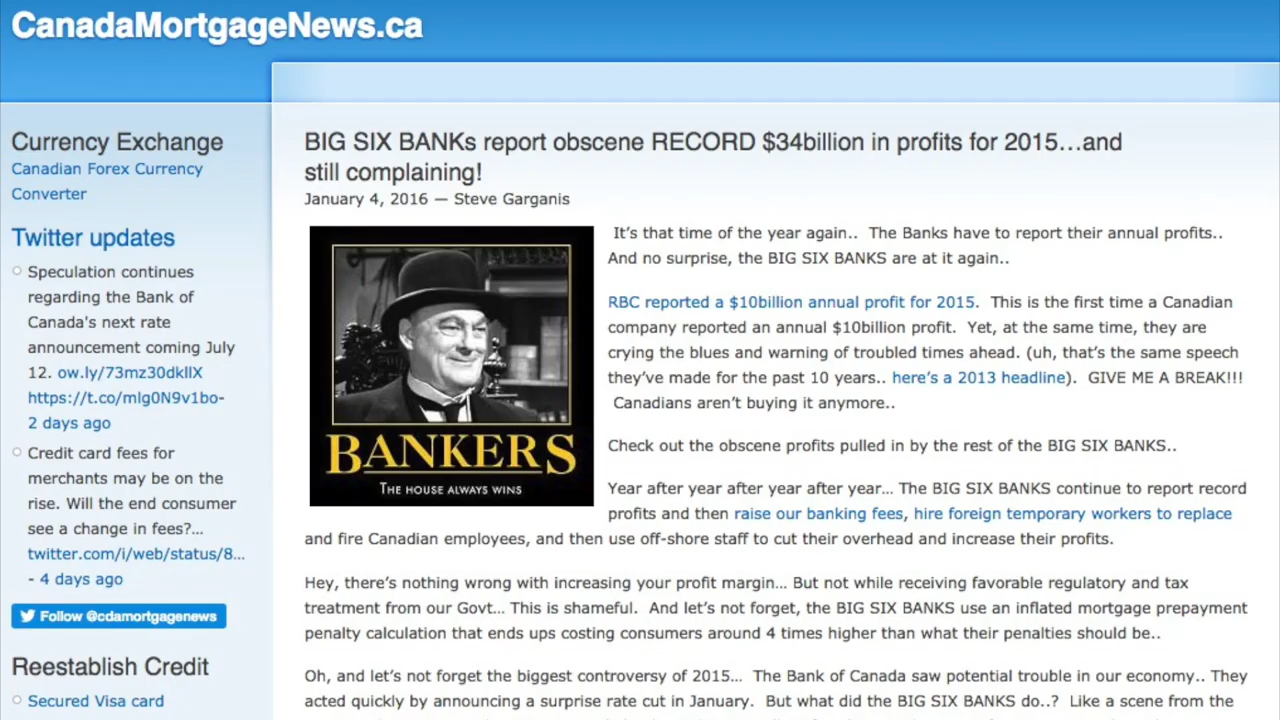 CanadaMortgageNews.ca
Currency Exchange
Canadian Forex Currency
Converter
Twitter updates
Speculation continues
regarding the Bank of
Canada's next rate
announcement coming July
12. ow.ly/73mz30dkllX
https://t.co/mlg0N9v1bo-
2 days ago
Credit card fees for
merchants may be on the
rise. Will the end consumer
see a change in fees?...
twitter.com/i/web/status/8...
- 4 days ago
Follow @cdamortgagenews
Reestablish Credit
Secured Visa card
BIG SIX BANKs report obscene RECORD $34billion in profits for 2015…and
still complaining!
January 4, 2016 — Steve Garganis
BANKERS
THE HOUSE ALWAYS WINS
It's that time of the year again.. The Banks have to report their annual profits..
And no surprise, the BIG SIX BANKS are at it again..
RBC reported a $10billion annual profit for 2015. This is the first time a Canadian
company reported an annual $10billion profit. Yet, at the same time, they are
crying the blues and warning of troubled times ahead. (uh, that's the same speech
they've made for the past 10 years.. here's a 2013 headline). GIVE ME A BREAK!!!
Canadians aren't buying it anymore..
Check out the obscene profits pulled in by the rest of the BIG SIX BANKS..
Year after year after year after year… The BIG SIX BANKS continue to report record
profits and then raise our banking fees, hire foreign temporary workers to replace
and fire Canadian employees, and then use off-shore staff to cut their overhead and increase their profits.
Hey, there's nothing wrong with increasing your profit margin… But not while receiving favorable regulatory and tax
treatment from our Govt… This is shameful. And let's not forget, the BIG SIX BANKS use an inflated mortgage prepayment
penalty calculation that ends ups costing consumers around 4 times higher than what their penalties should be..
Oh, and let's not forget the biggest controversy of 2015… The Bank of Canada saw potential trouble in our economy.. They
acted quickly by announcing a surprise rate cut in January. But what did the BIG SIX BANKS do..? Like a scene from the